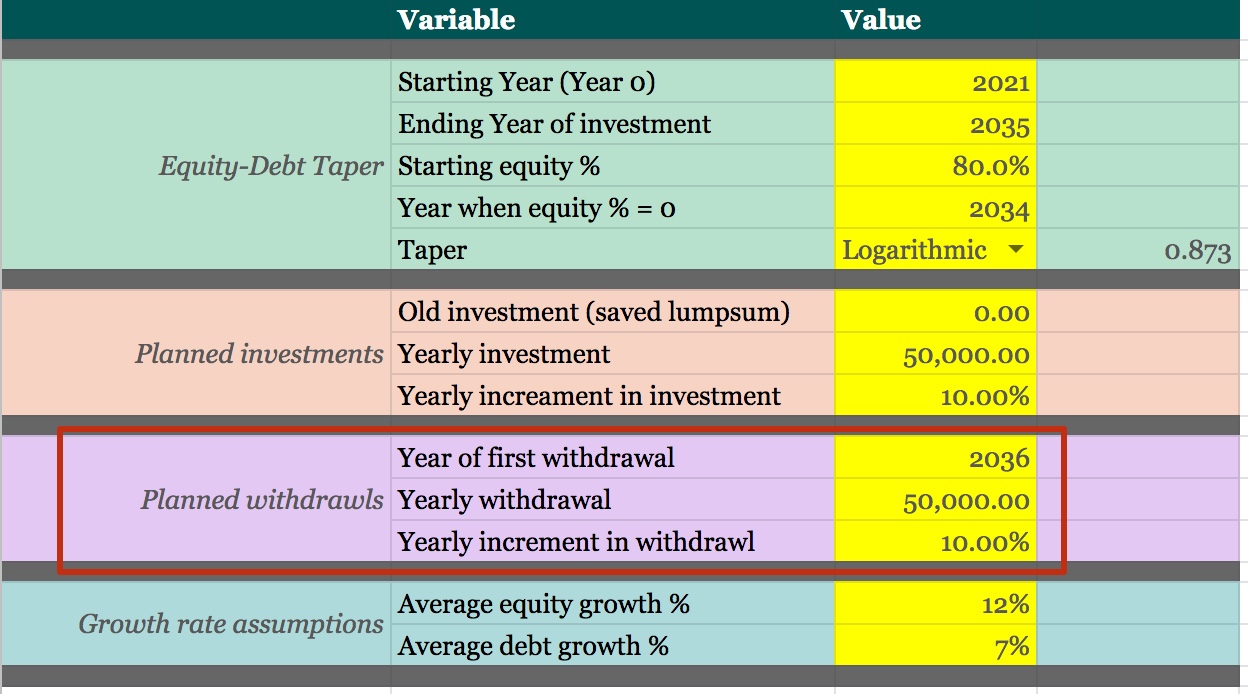 Variable Value
Starting Year (Year 0) 2021
Ending Year of investment 2035
Equity-Debt Taper Starting equity % 80.0%
Year when equity % = 0 2034
Taper Logarithmic 0.873
Old investment (saved lumpsum) 0.00
Planned investments Yearly investment 50,000.00
Yearly increament in investment 10.00%
Year of first withdrawal 2036
Planned withdrawls Yearly withdrawal 50,000.00
Yearly increment in withdrawl 10.00%
Growth rate assumptions
Average equity growth % 12%
Average debt growth % 7%